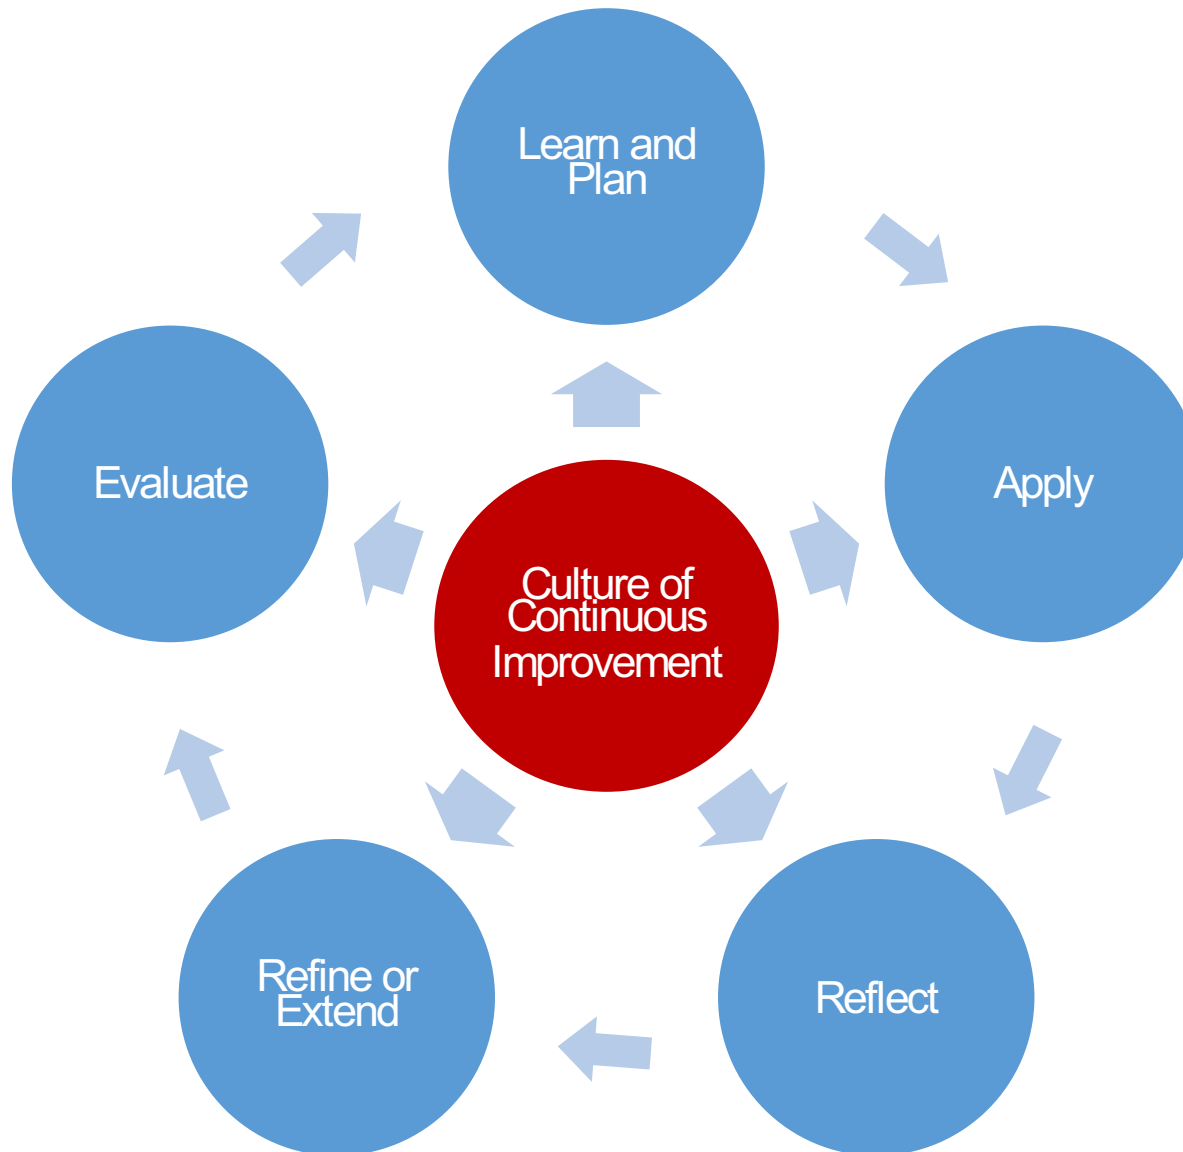 Learn and
Plan
Evaluate
Apply
Culture of
Continuous
Improvement
Refine or
Extend
Reflect